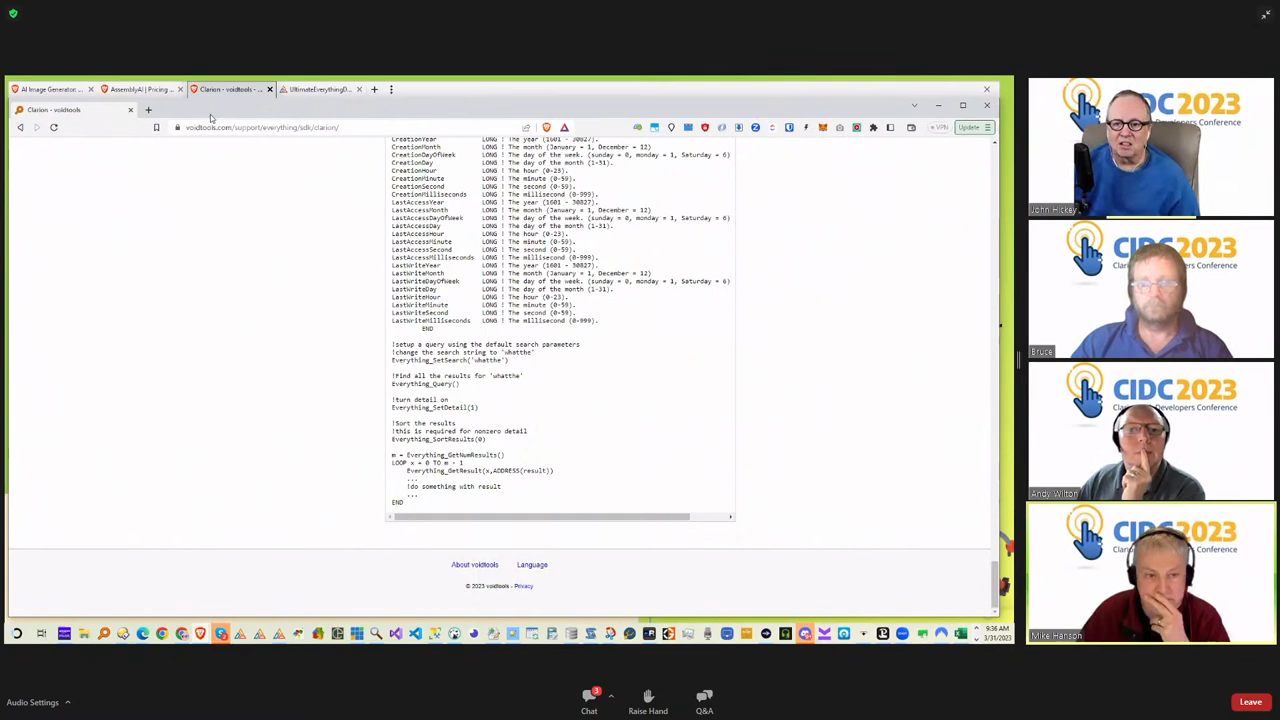 AI Image Generator
AssemblyAI | Pricing
Clarion - voidtools -
UltimateEverythingD
Clarion - voidtools
voidtools.com/support/everything/sdk/clarion/
VPN
Update
CreationYear LONG ! The year (1601 - 30827)
CreationMonth LONG ! The month (January = 1, December = 12)
CreationDayOfWeek LONG ! The day of the week. (sunday = 0, monday = 1, Saturday = 6)
CreationDay LONG ! The day of the month (1-31).
CreationHour LONG ! The hour (0-23).
CreationMinute LONG ! The minute (0-59).
CreationSecond LONG ! The second (0-59).
CreationMilliseconds LONG ! The millisecond (0-999).
LastAccessYear LONG ! The year (1601 - 30827).
LastAccessMonth LONG ! The month (January = 1, December = 12)
LastAccessDayOfWeek LONG ! The day of the week. (sunday = 0, monday = 1, Saturday = 6)
LastAccessDay LONG ! The day of the month (1-31).
LastAccessHour LONG ! The hour (0-23).
LastAccessMinute LONG ! The minute (0-59).
LastAccessSecond LONG ! The second (0-59).
LastAccessMilliseconds LONG ! The millisecond (0-999).
LastWriteYear LONG ! The year (1601 - 30827).
LastWriteMonth LONG ! The month (January = 1, December = 12)
LastWriteDayOfWeek LONG ! The day of the week. (sunday = 0, monday = 1, Saturday = 6)
LastWriteDay LONG ! The day of the month (1-31).
LastWriteHour LONG ! The hour (0-23).
LastWriteMinute LONG ! The minute (0-59).
LastWriteSecond LONG ! The second (0-59).
LastWriteMilliseconds LONG ! The millisecond (0-999).
END
!setup a query using the default search parameters
!change the search string to 'whatthe'
Everything_SetSearch('whatthe')
!Find all the results for 'whatthe'
Everything_Query()
!turn detail on
Everything_SetDetail(1)
!Sort the results
!this is required for nonzero detail
Everything_SortResults(0)
m = Everything_GetNumResults()
LOOP x = 0 TO m - 1
Everything_GetResult(x,ADDRESS(result))
...
!do something with result
...
END
About voidtools Language
© 2023 voidtools - Privacy
9:36 AM
3/31/2023
John Hickey
CIDC 2023
Bruce
CIDC 2023
Developers Conference
Andy Wilton
CIDC 2023
Mike Hanson
Audio Settings
3
Chat
Raise Hand
Q&A
Leave